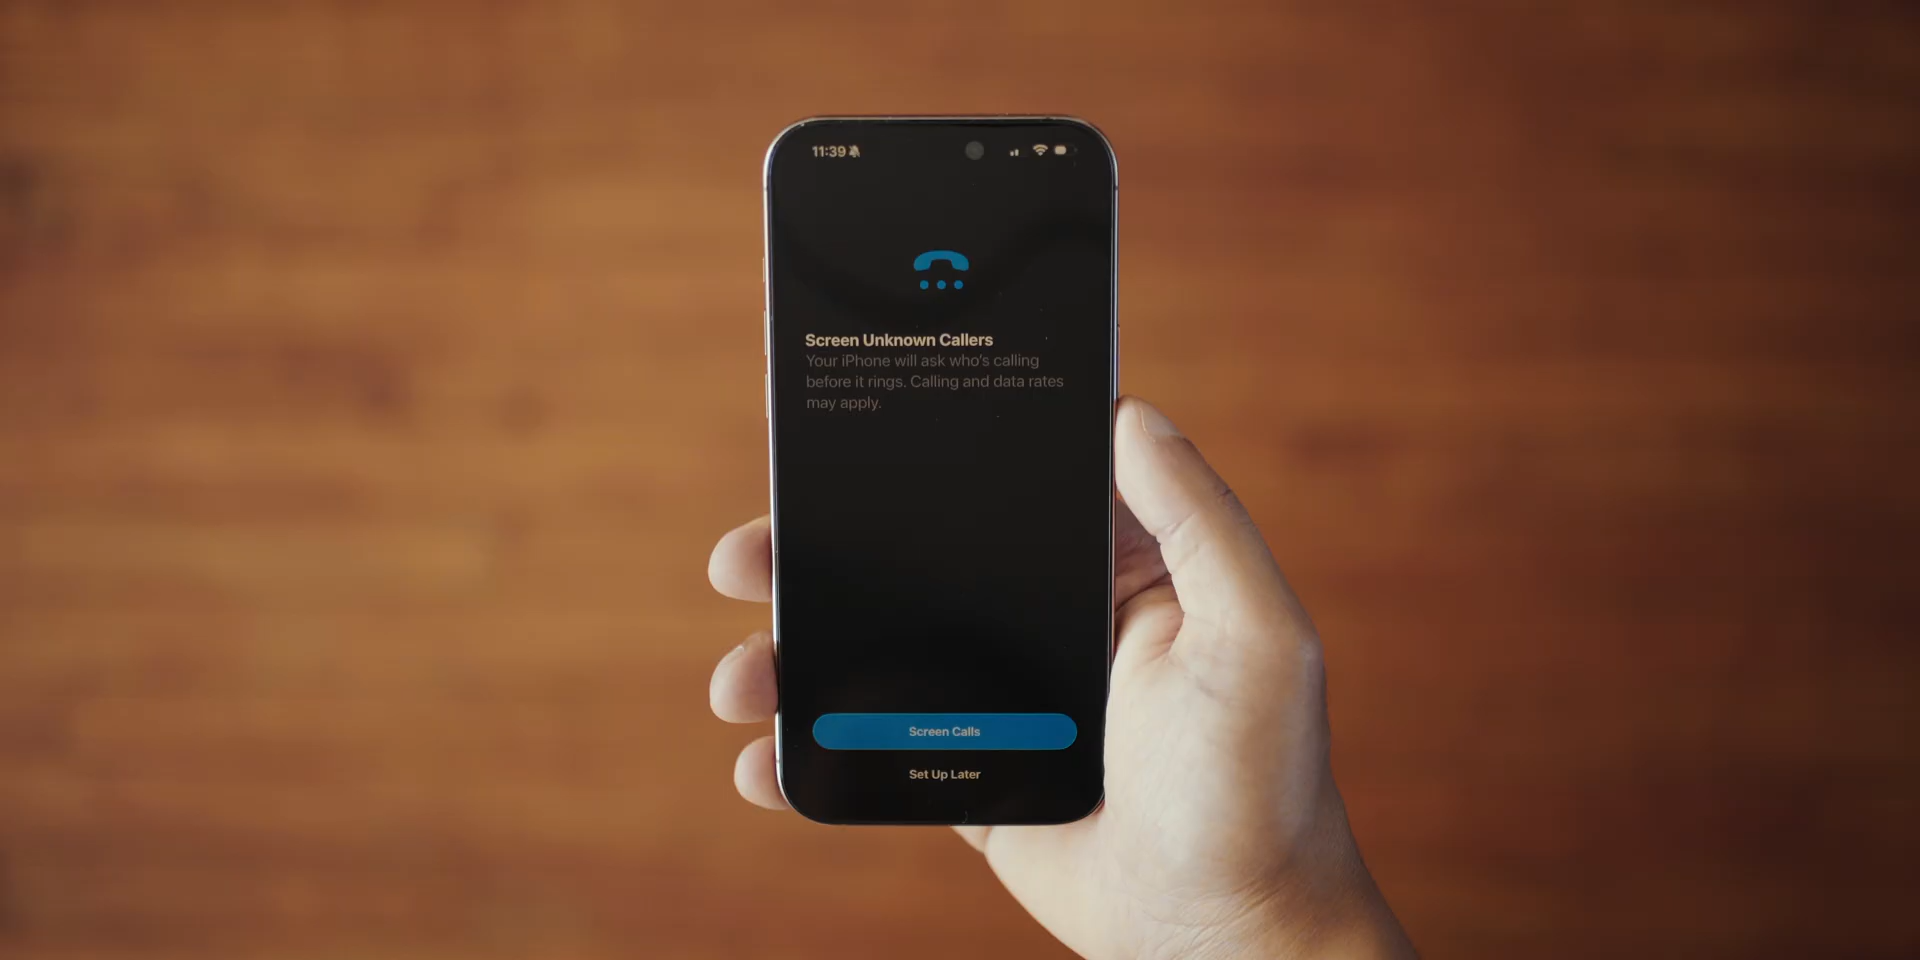 11:39
Screen Unknown Callers
Your iPhone will ask who's calling
before it rings. Calling and data rates
may apply.
Screen Calls
Set Up Later